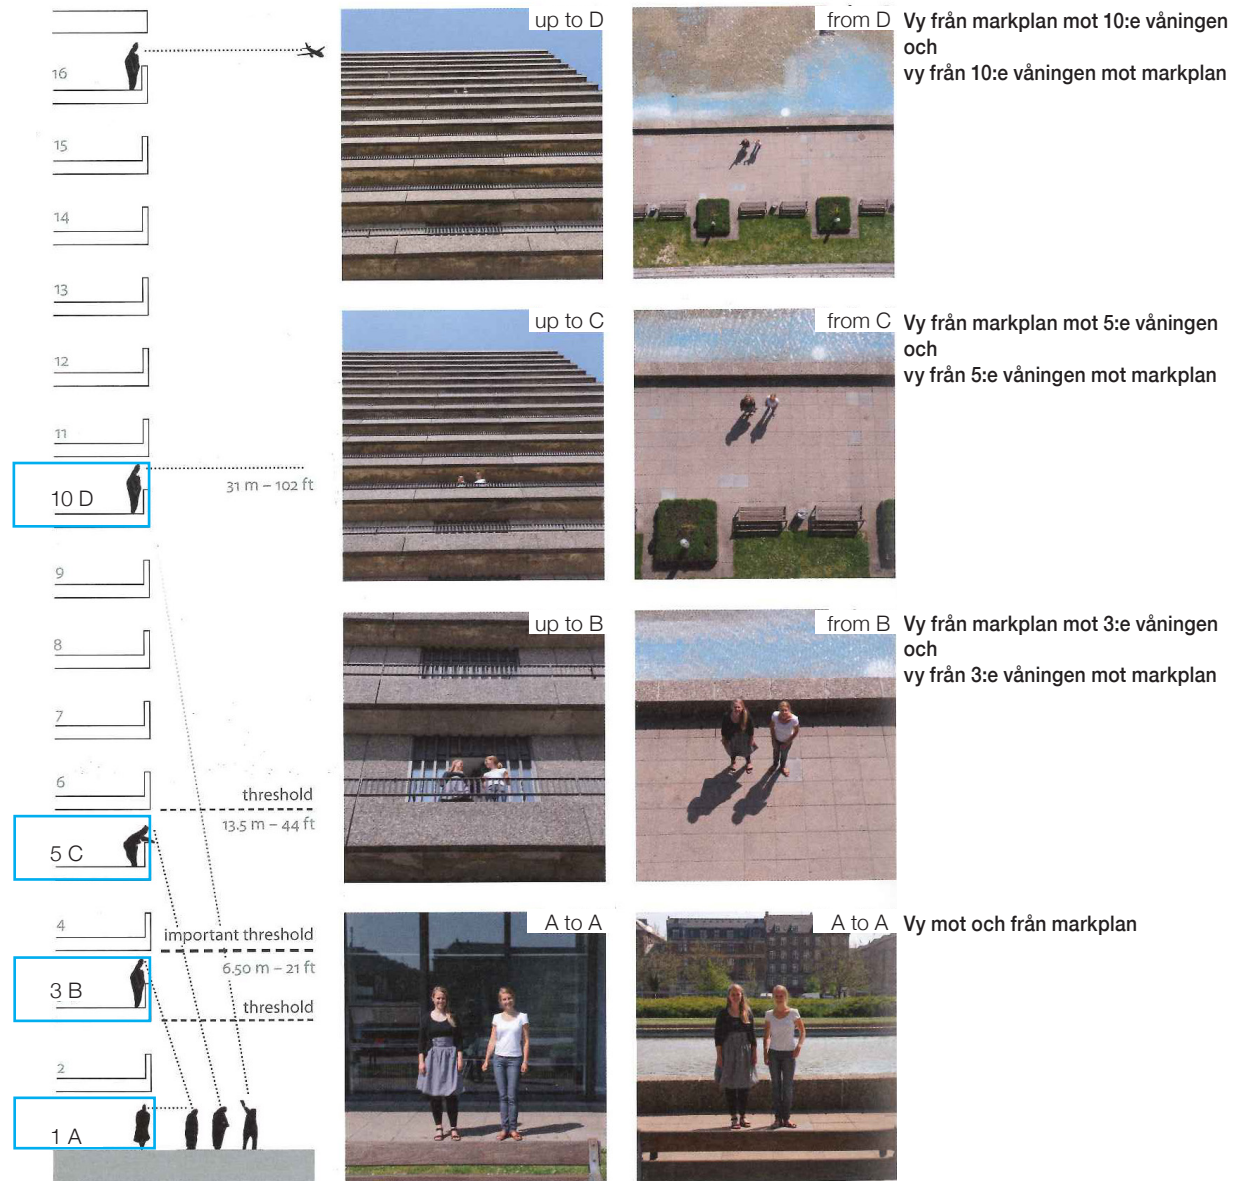 16
15
14
13
12
11
10 D
31 m – 102 ft
9
8
7
6
threshold
13.5 m – 44 ft
5 C
4
important threshold
6.50 m – 21 ft
3 B
threshold
2
1 A
up to D
from D
Vy från markplan mot 10:e våningen
och
vy från 10:e våningen mot markplan
up to C
from C
Vy från markplan mot 5:e våningen
och
vy från 5:e våningen mot markplan
up to B
from B
Vy från markplan mot 3:e våningen
och
vy från 3:e våningen mot markplan
A to A
A to A
Vy mot och från markplan